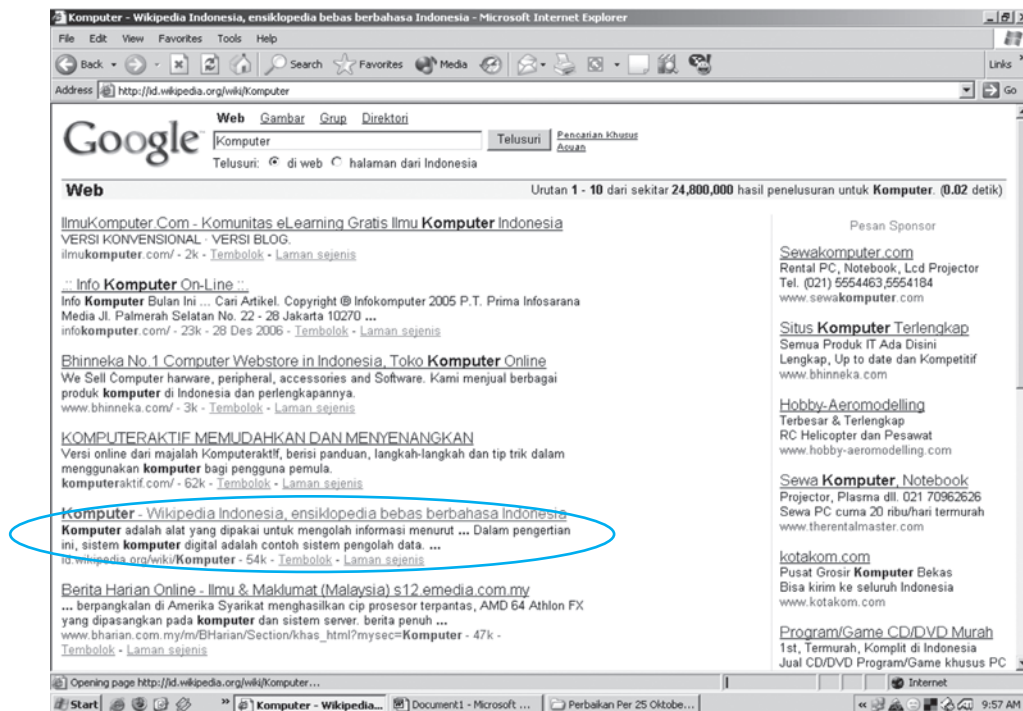 Komputer - Wikipedia Indonesia, ensiklopedia bebas berbahasa Indonesia - Microsoft Internet Explorer
File Edit View Favorites Tools Help
Back Search Favorites Media Links
Address http://id.wikipedia.org/wiki/Komputer Go
Google
Web Gambar Grup Direktori
Komputer Telusuri Pencarian Khusus
Acuan
Telusuri: di web halaman dari Indonesia
Web Urutan 1 - 10 dari sekitar 24,800,000 hasil penelusuran untuk Komputer. (0.02 detik)
IlmuKomputer.Com - Komunitas eLearning Gratis Ilmu Komputer Indonesia
VERSI KONVENSIONAL · VERSI BLOG.
ilmukomputer.com/ - 2k - Tembolok - Laman sejenis
.:: Info Komputer On-Line ::.
Info Komputer Bulan Ini ... Cari Artikel. Copyright ® Infokomputer 2005 P.T. Prima Infosarana
Media Jl. Palmerah Selatan No. 22 - 28 Jakarta 10270 ...
infokomputer.com/ - 23k - 28 Des 2006 - Tembolok - Laman sejenis
Bhinneka No.1 Computer Webstore in Indonesia, Toko Komputer Online
We Sell Computer harware, peripheral, accessories and Software. Kami menjual berbagai
produk komputer di Indonesia dan perlengkapannya.
www.bhinneka.com/ - 3k - Tembolok - Laman sejenis
KOMPUTERAKTIF MEMUDAHKAN DAN MENYENANGKAN
Versi online dari majalah Komputeraktif, berisi panduan, langkah-langkah dan tip trik dalam
menggunakan komputer bagi pengguna pemula.
komputeraktif.com/ - 62k - Tembolok - Laman sejenis
Komputer - Wikipedia Indonesia, ensiklopedia bebas berbahasa Indonesia
Komputer adalah alat yang dipakai untuk mengolah informasi menurut ... Dalam pengertian
ini, sistem komputer digital adalah contoh sistem pengolah data. ...
id.wikipedia.org/wiki/Komputer - 54k - Tembolok - Laman sejenis
Berita Harian Online - Ilmu & Maklumat (Malaysia) s12.emedia.com.my
... berpangkalan di Amerika Syarikat menghasilkan cip prosesor terpantas, AMD 64 Athlon FX
yang dipasangkan pada komputer dan sistem server. berita penuh ...
www.bharian.com.my/m/BHarian/Section/khas_html?mysec=Komputer - 47k -
Tembolok - Laman sejenis
Pesan Sponsor
Sewakomputer.com
Rental PC, Notebook, Lcd Projector
Tel. (021) 5554463,5554184
www.sewakomputer.com
Situs Komputer Terlengkap
Semua Produk IT Ada Disini
Lengkap, Up to date dan Kompetitif
www.bhinneka.com
Hobby-Aeromodelling
Terbesar & Terlengkap
RC Helicopter dan Pesawat
www.hobby-aeromodelling.com
Sewa Komputer, Notebook
Projector, Plasma dll. 021 70962626
Sewa PC cuma 20 ribu/hari termurah
www.therentalmaster.com
kotakom.com
Pusat Grosir Komputer Bekas
Bisa kirim ke seluruh Indonesia
www.kotakom.com
Program/Game CD/DVD Murah
1st, Termurah, Komplit di Indonesia
Jual CD/DVD Program/Game khusus PC
Opening page http://id.wikipedia.org/wiki/Komputer... Internet
Start Komputer - Wikipedia... Document1 - Microsoft ... Perbaikan Per 25 Oktobe... 9:57 AM